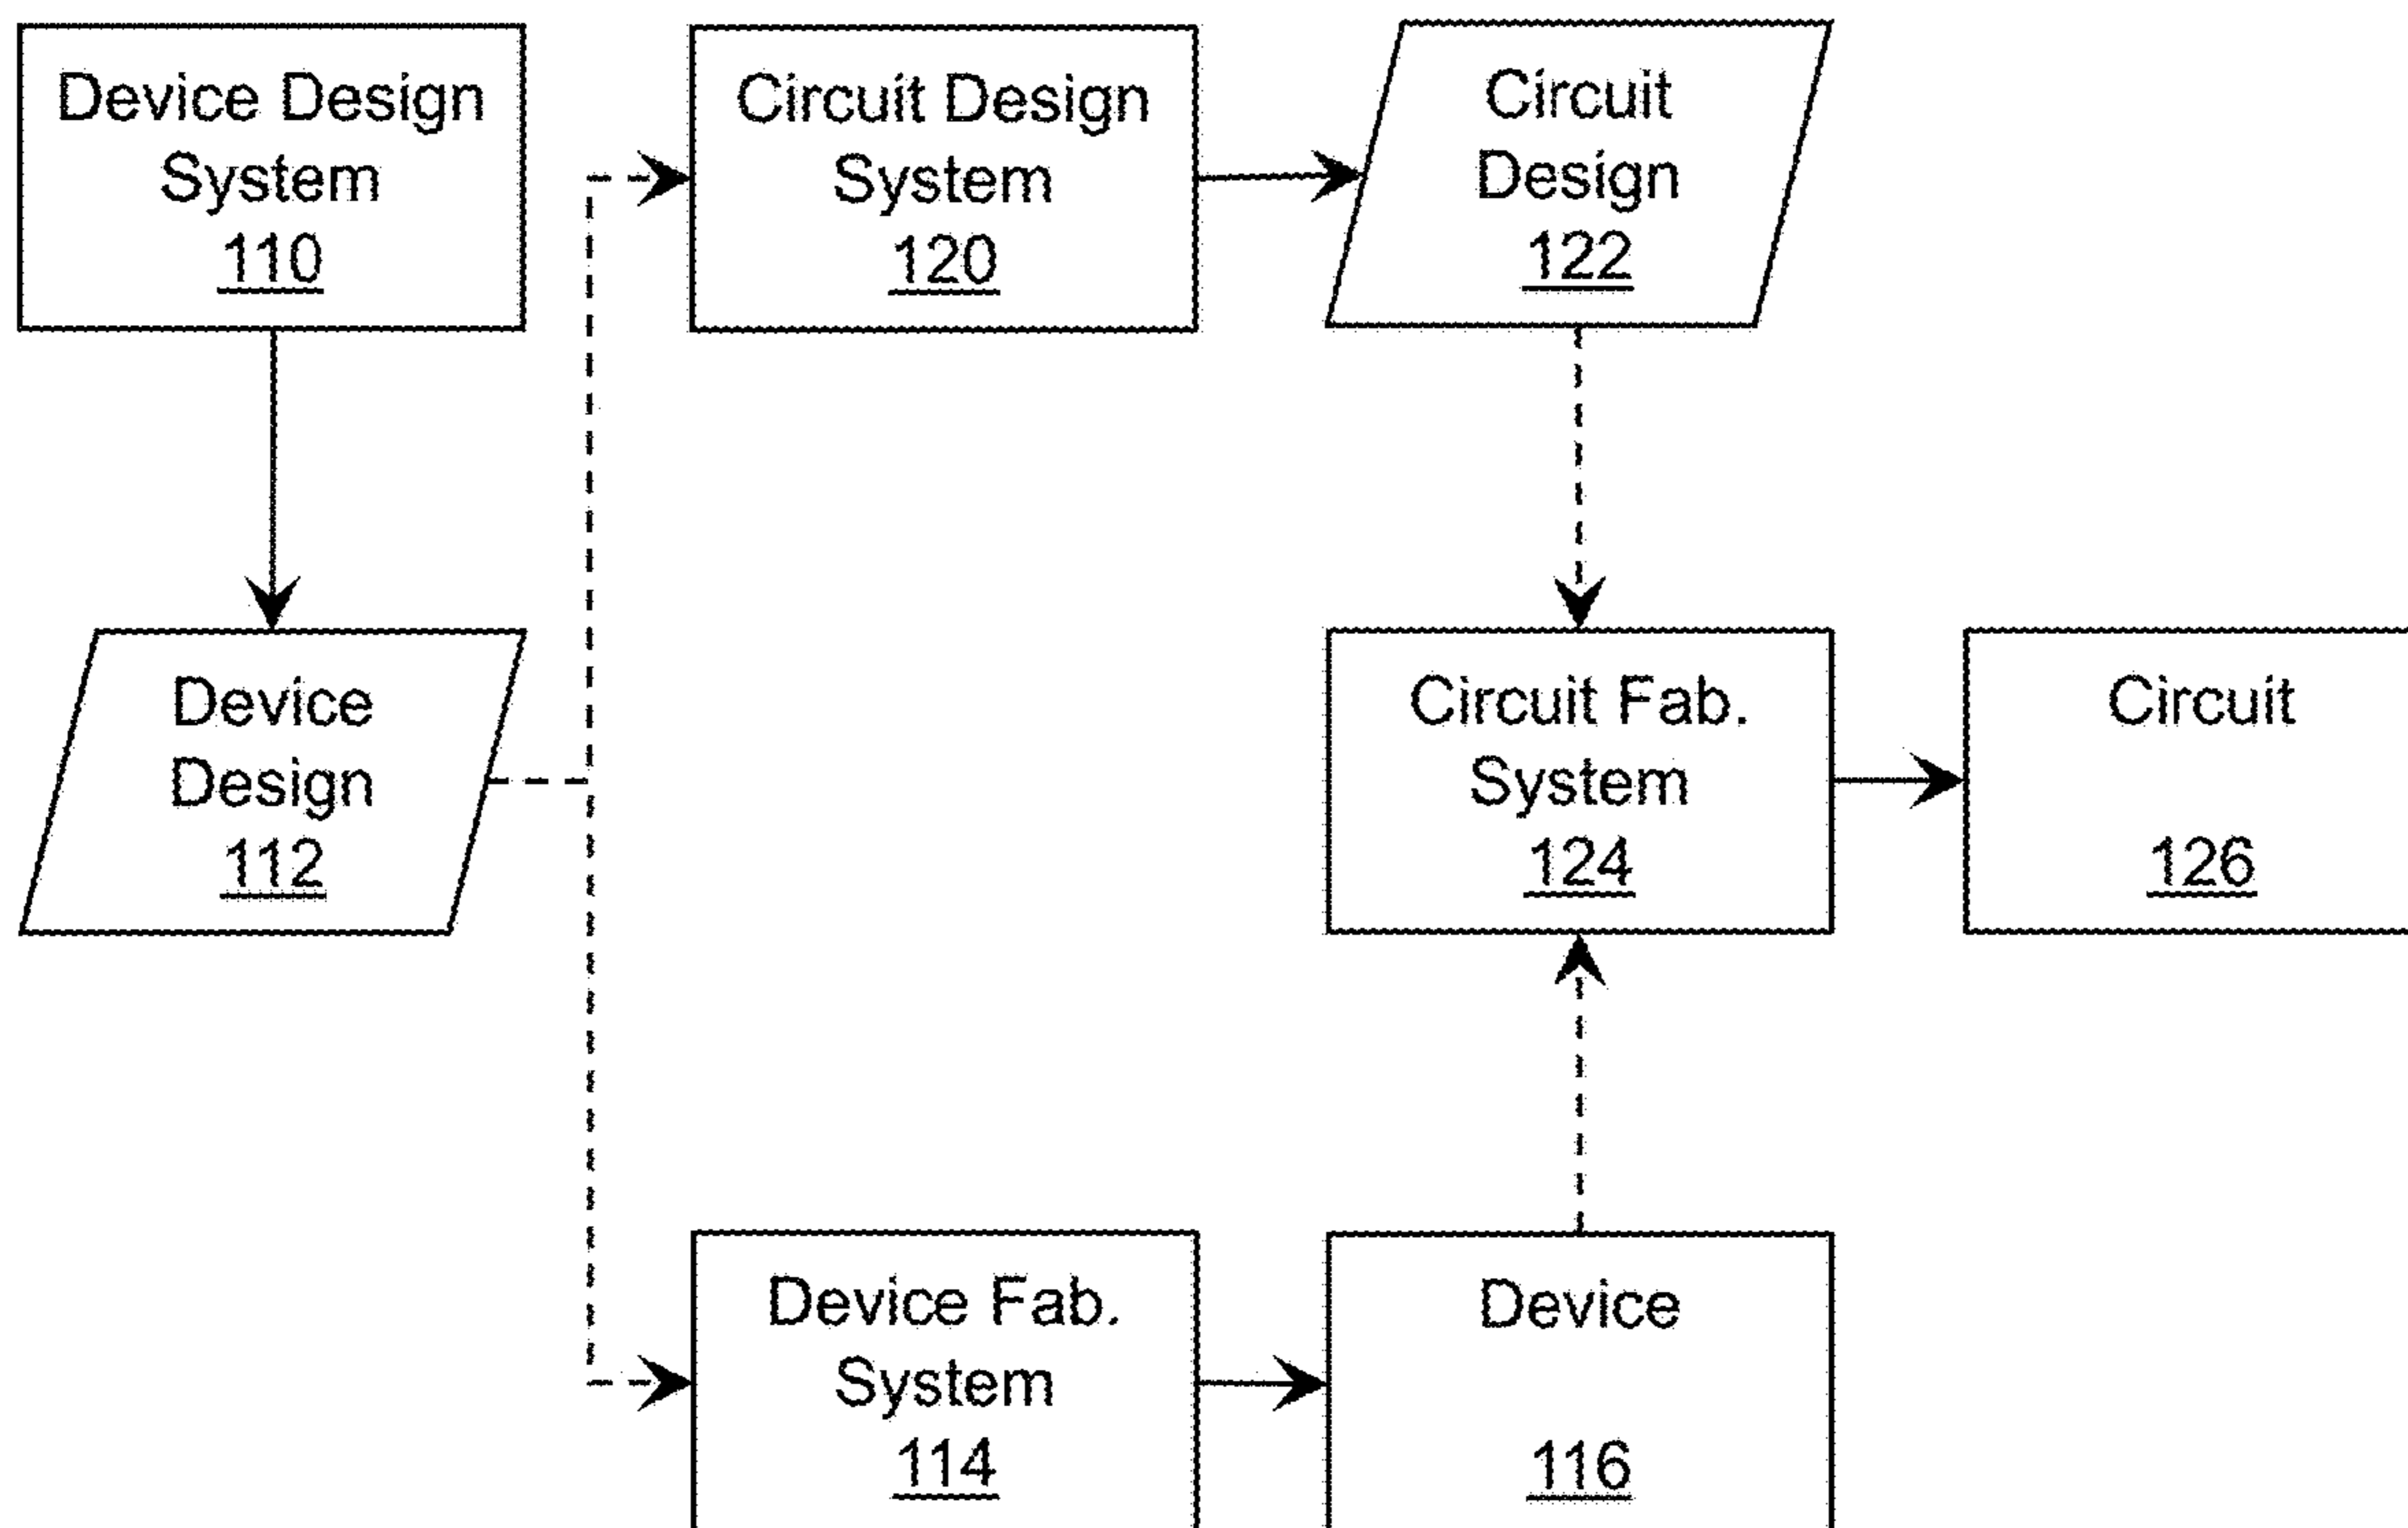 Device Design
System
110
Circuit Design
System
120
Circuit
Design
122
Device
Design
112
Circuit Fab.
System
124
Circuit
126
Device Fab.
System
114
Device
116